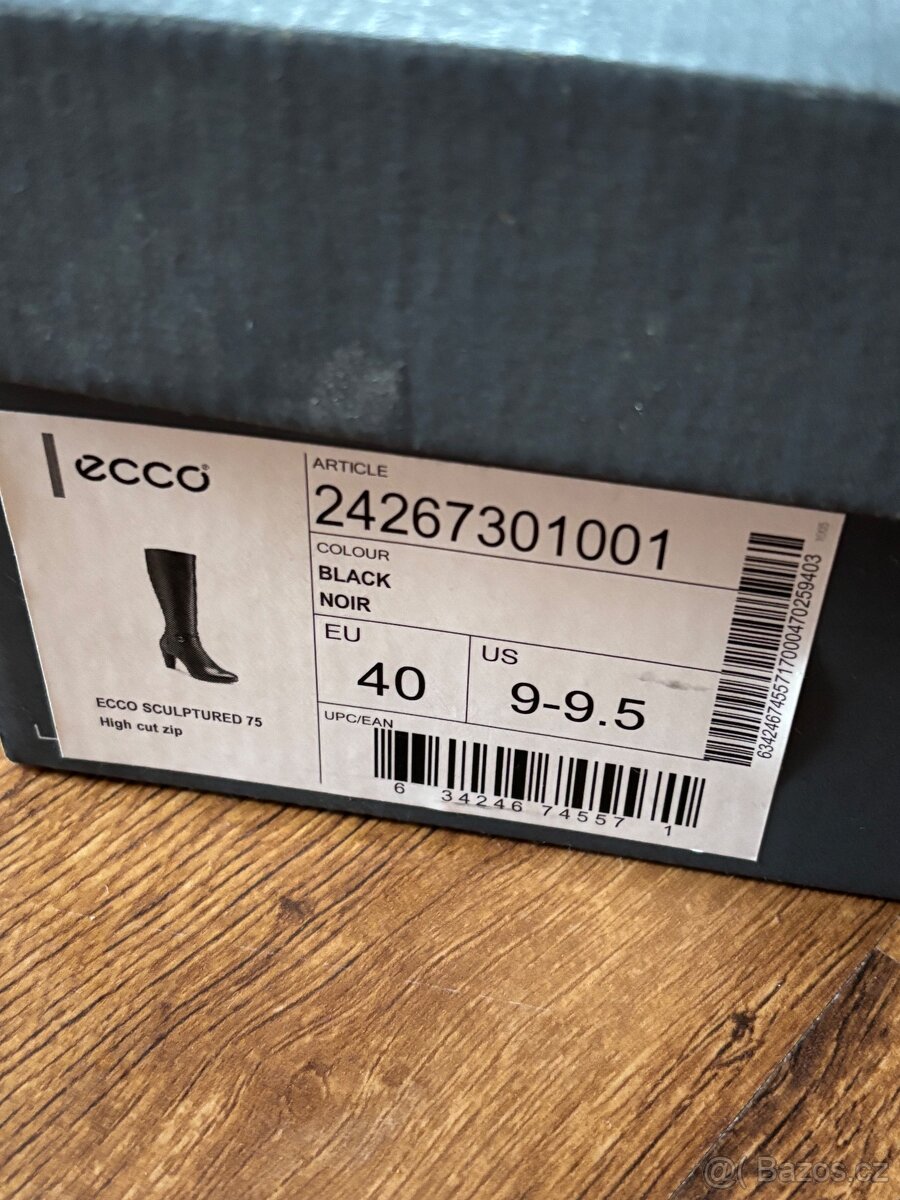 ecco®
ECCO SCULPTURED 75
High cut zip
ARTICLE
24267301001
COLOUR
BLACK
NOIR
EU
40
US
9-9.5
UPC/EAN
6 34246 74557 1
6342467455717000470259403
@( Bazos.cz